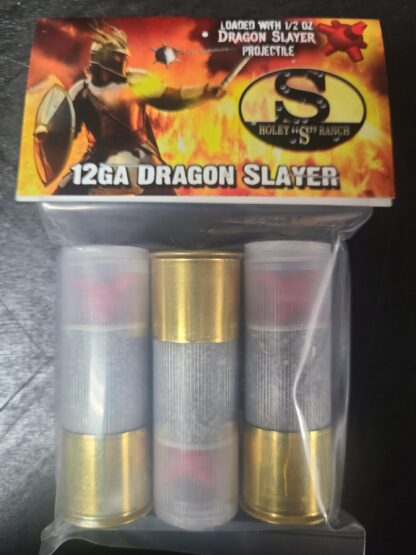 LOADED WITH 1/2 OZ
DRAGON SLAYER
PROJECTILE
S
HOLEY "S" RANCH
12GA DRAGON SLAYER